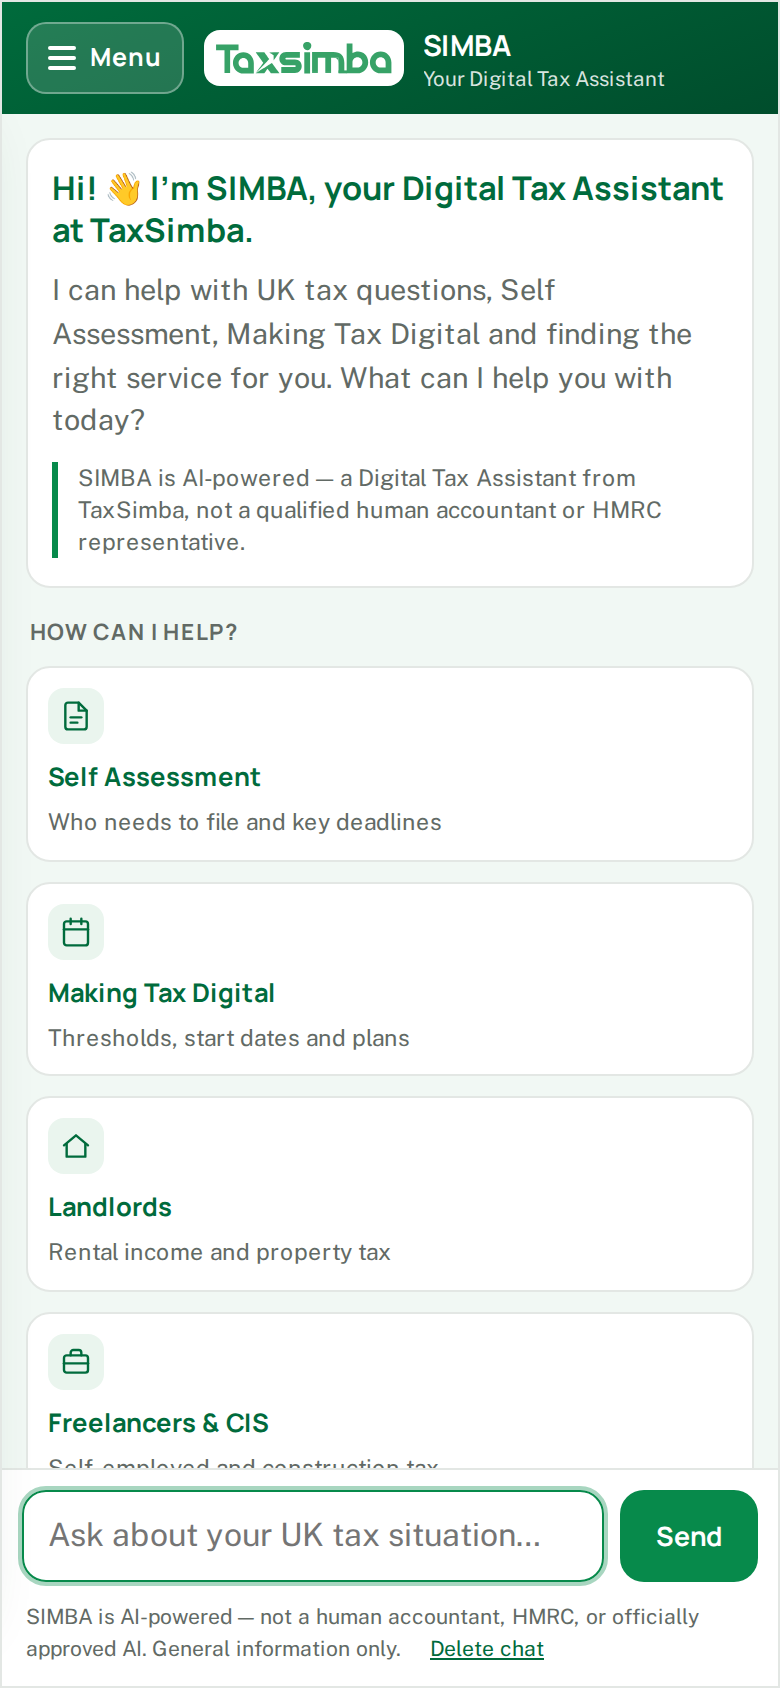 Menu
Taxsimba
SIMBA
Your Digital Tax Assistant
Hi! 👋 I'm SIMBA, your Digital Tax Assistant
at TaxSimba.
I can help with UK tax questions, Self
Assessment, Making Tax Digital and finding the
right service for you. What can I help you with
today?
SIMBA is AI-powered — a Digital Tax Assistant from
TaxSimba, not a qualified human accountant or HMRC
representative.
HOW CAN I HELP?
Self Assessment
Who needs to file and key deadlines
Making Tax Digital
Thresholds, start dates and plans
Landlords
Rental income and property tax
Freelancers & CIS
Self-employed and construction tax
Ask about your UK tax situation...
Send
SIMBA is AI-powered — not a human accountant, HMRC, or officially
approved AI. General information only. Delete chat